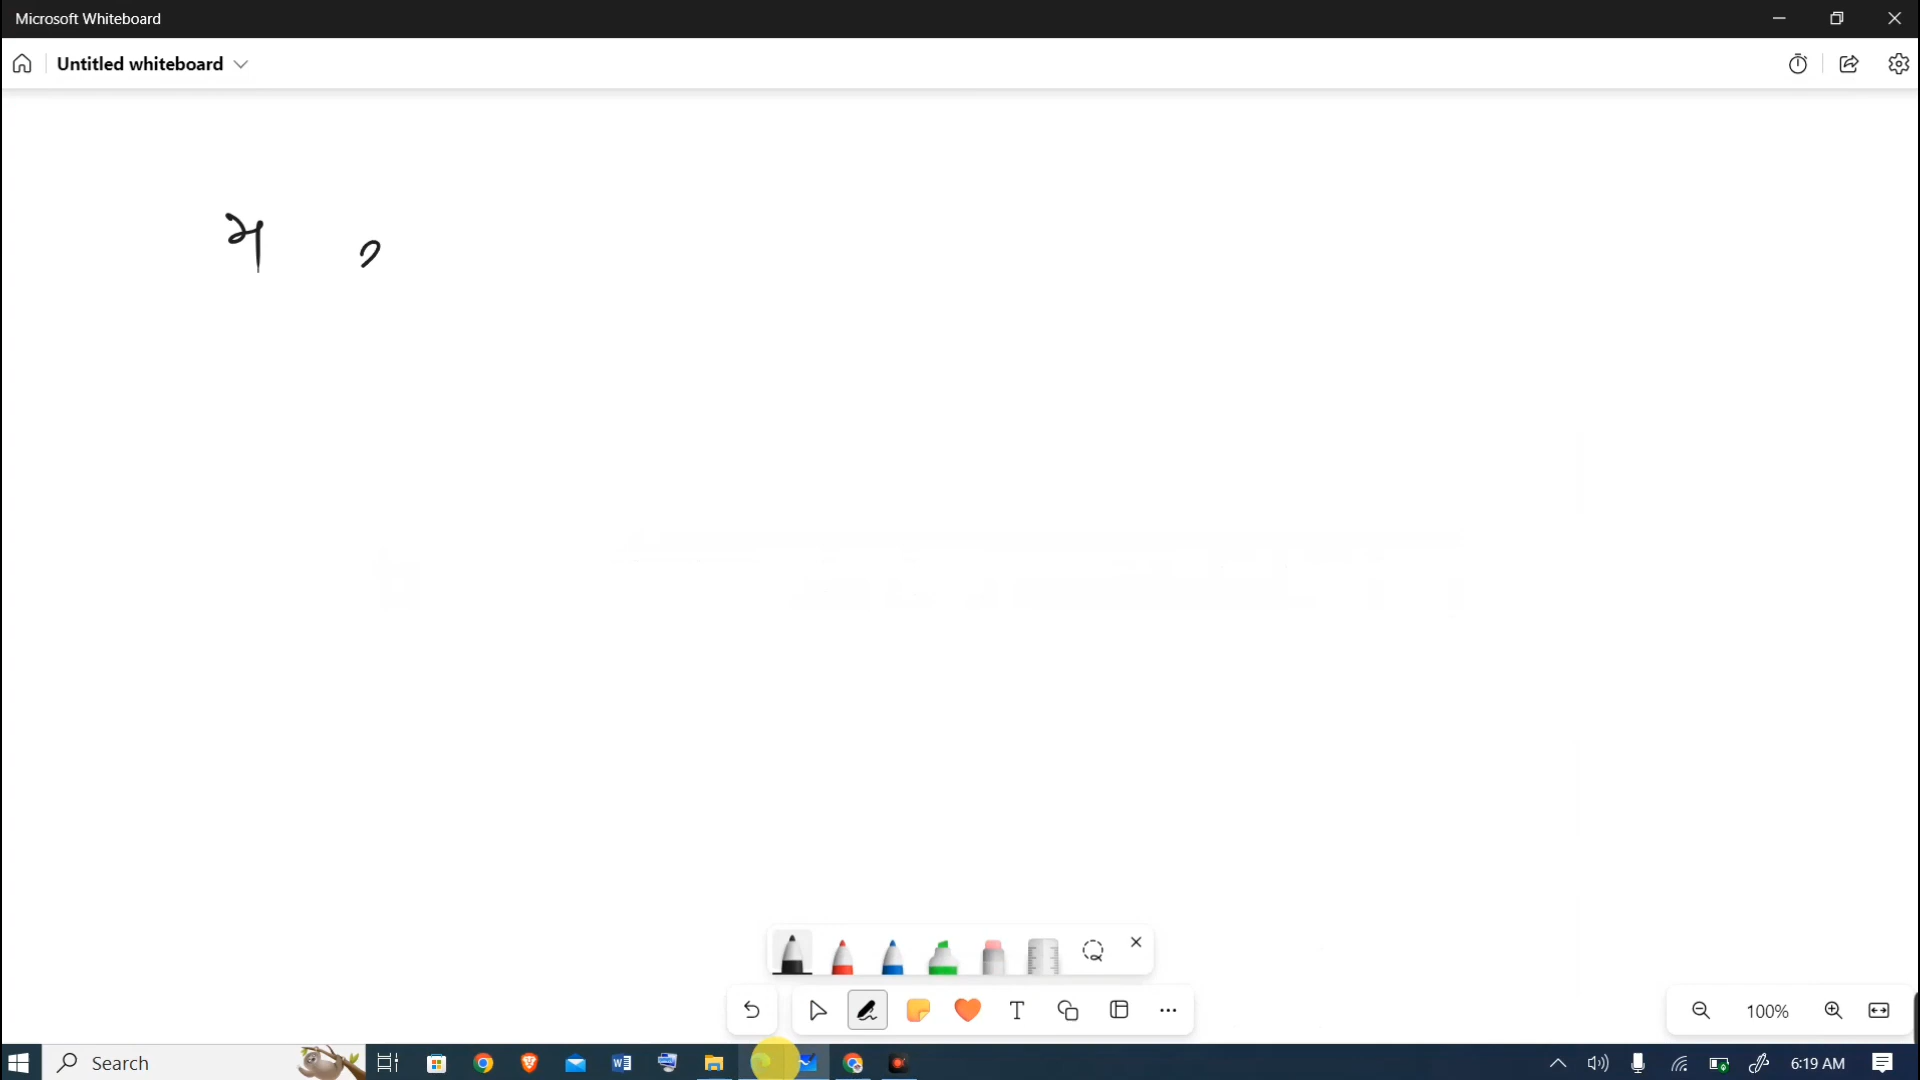 Microsoft Whiteboard
Untitled whiteboard
100%
Search
6:19 AM